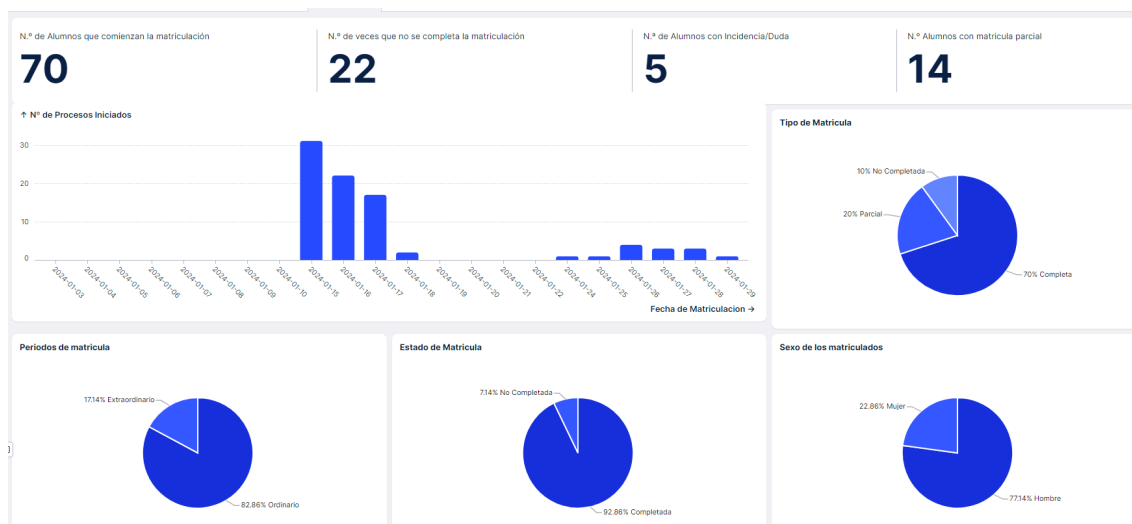 N.º de Alumnos que comienzan la matriculación
70
N.º de veces que no se completa la matriculación
22
N.º de Alumnos con Incidencia/Duda
5
N.º Alumnos con matricula parcial
14
↑ Nº de Procesos Iniciados
30
20
10
0
2024-01-03
2024-01-04
2024-01-05
2024-01-06
2024-01-07
2024-01-08
2024-01-09
2024-01-10
2024-01-15
2024-01-16
2024-01-17
2024-01-18
2024-01-19
2024-01-20
2024-01-21
2024-01-22
2024-01-24
2024-01-25
2024-01-26
2024-01-27
2024-01-28
2024-01-29
Fecha de Matriculacion →
Tipo de Matricula
10% No Completada
20% Parcial
70% Completa
Periodos de matricula
17.14% Extraordinario
82.86% Ordinario
Estado de Matricula
7.14% No Completada
92.86% Completada
Sexo de los matriculados
22.86% Mujer
77.14% Hombre